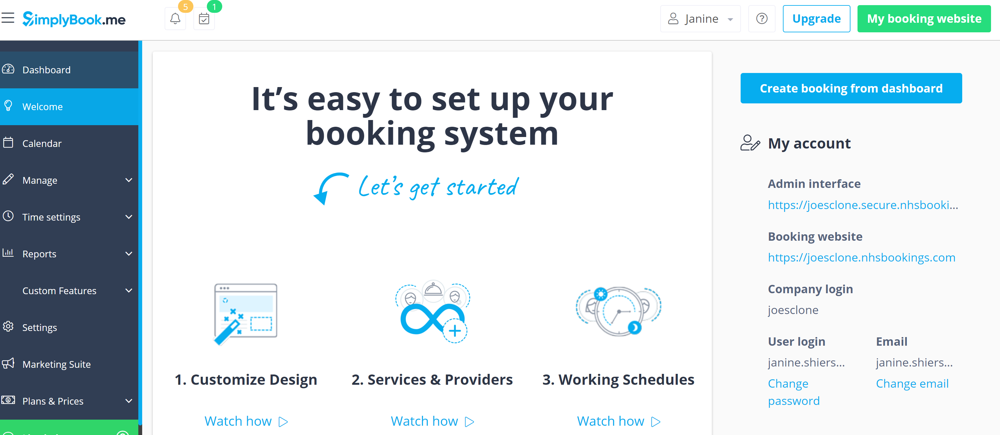 SimplyBook.me
5
1
Janine
Upgrade
My booking website
Dashboard
Welcome
Calendar
Manage
Time settings
Reports
Custom Features
Settings
Marketing Suite
Plans & Prices
It's easy to set up your
booking system
Let's get started
1. Customize Design
Watch how
2. Services & Providers
Watch how
3. Working Schedules
Watch how
Create booking from dashboard
My account
Admin interface
https://joesclone.secure.nhsbooki...
Booking website
https://joesclone.nhsbookings.com
Company login
joesclone
User login
janine.shiers...
Change
password
Email
janine.shiers...
Change email